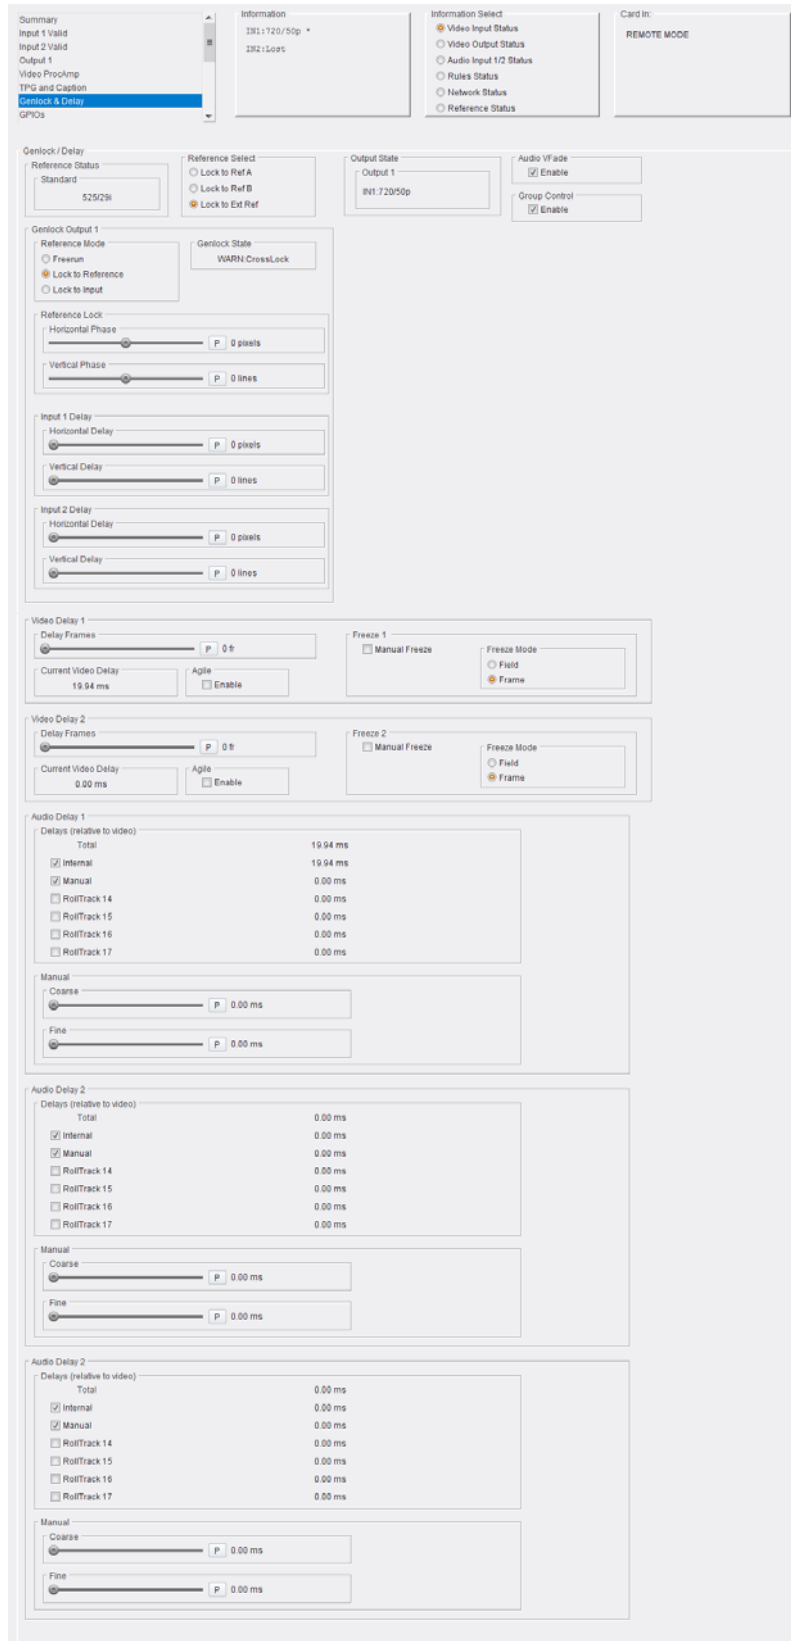 Summary
Input 1 Valid
Input 2 Valid
Output 1
Video ProcAmp
TPG and Caption
Genlock & Delay
GPIOs
Information
IN1:720/50p *
IN2:Lost
Information Select
Video Input Status
Video Output Status
Audio Input 1/2 Status
Rules Status
Network Status
Reference Status
Card In:
REMOTE MODE
Genlock / Delay
Reference Status
Standard
525/29i
Reference Select
Lock to Ref A
Lock to Ref B
Lock to Ext Ref
Output State
Output 1
IN1:720/50p
Audio VFade
Enable
Group Control
Enable
Genlock Output 1
Reference Mode
Freerun
Lock to Reference
Lock to Input
Genlock State
WARN:CrossLock
Reference Lock
Horizontal Phase
P 0 pixels
Vertical Phase
P 0 lines
Input 1 Delay
Horizontal Delay
P 0 pixels
Vertical Delay
P 0 lines
Input 2 Delay
Horizontal Delay
P 0 pixels
Vertical Delay
P 0 lines
Video Delay 1
Delay Frames
P 0 fr
Current Video Delay
19.94 ms
Agile
Enable
Freeze 1
Manual Freeze
Freeze Mode
Field
Frame
Video Delay 2
Delay Frames
P 0 fr
Current Video Delay
0.00 ms
Agile
Enable
Freeze 2
Manual Freeze
Freeze Mode
Field
Frame
Audio Delay 1
Delays (relative to video)
Total 19.94 ms
Internal 19.94 ms
Manual 0.00 ms
RollTrack 14 0.00 ms
RollTrack 15 0.00 ms
RollTrack 16 0.00 ms
RollTrack 17 0.00 ms
Manual
Coarse
P 0.00 ms
Fine
P 0.00 ms
Audio Delay 2
Delays (relative to video)
Total 0.00 ms
Internal 0.00 ms
Manual 0.00 ms
RollTrack 14 0.00 ms
RollTrack 15 0.00 ms
RollTrack 16 0.00 ms
RollTrack 17 0.00 ms
Manual
Coarse
P 0.00 ms
Fine
P 0.00 ms
Audio Delay 2
Delays (relative to video)
Total 0.00 ms
Internal 0.00 ms
Manual 0.00 ms
RollTrack 14 0.00 ms
RollTrack 15 0.00 ms
RollTrack 16 0.00 ms
RollTrack 17 0.00 ms
Manual
Coarse
P 0.00 ms
Fine
P 0.00 ms